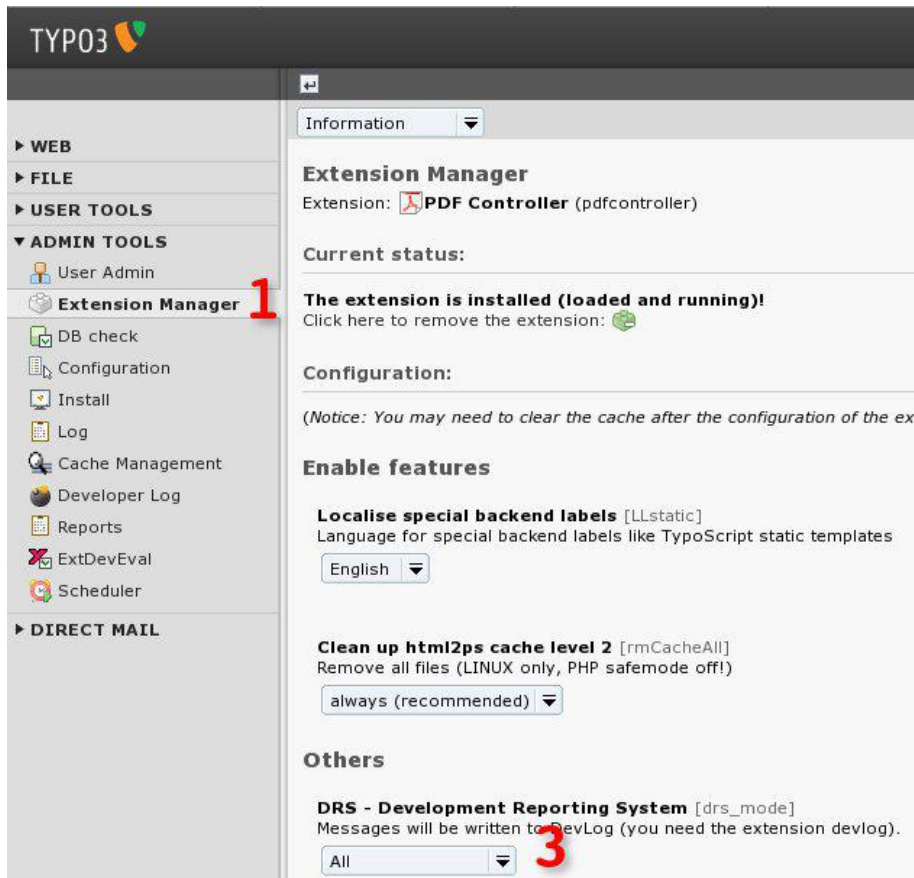 TYPO3
Information
WEB
FILE
USER TOOLS
ADMIN TOOLS
User Admin
Extension Manager 1
DB check
Configuration
Install
Log
Cache Management
Developer Log
Reports
ExtDevEval
Scheduler
DIRECT MAIL
Extension Manager
Extension: PDF Controller (pdfcontroller)
Current status:
The extension is installed (loaded and running)!
Click here to remove the extension:
Configuration:
(Notice: You may need to clear the cache after the configuration of the ex
Enable features
Localise special backend labels [LLstatic]
Language for special backend labels like TypoScript static templates
English
Clean up html2ps cache level 2 [rmCacheAll]
Remove all files (LINUX only, PHP safemode off!)
always (recommended)
Others
DRS - Development Reporting System [drs_mode]
Messages will be written to DevLog (you need the extension devlog).
All 3